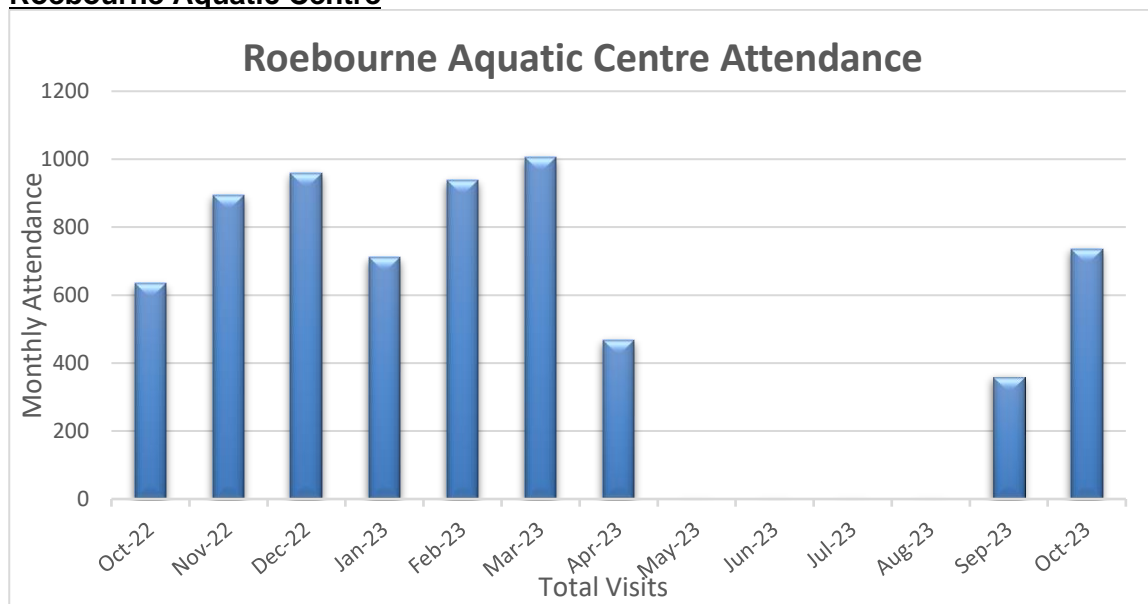 Roebourne Aquatic Centre
Roebourne Aquatic Centre Attendance
1200
1000
800
600
400
200
0
Monthly Attendance
Oct-22
Nov-22
Dec-22
Jan-23
Feb-23
Mar-23
Apr-23
May-23
Jun-23
Jul-23
Aug-23
Sep-23
Oct-23
Total Visits